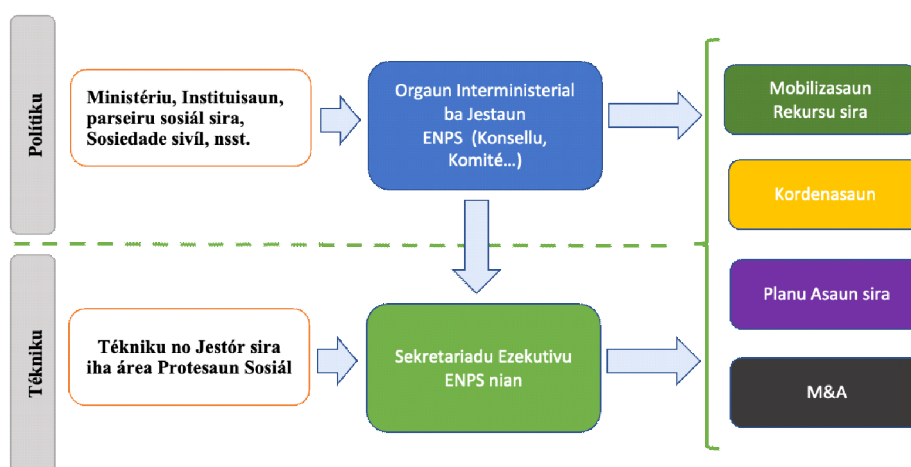 Polítiku
Ministériu, Instituisaun,
parseiru sosiál sira,
Sosiedade sivíl, nsst.
Orgaun Interministerial
ba Jestaun
ENPS (Konsellu,
Komité...)
Mobilizasaun
Rekursu sira
Kordenasaun
Planu Asaun sira
M&A
Tékniku
Tékniku no Jestór sira
iha área Protesaun Sosiál
Sekretariadu Ezekutivu
ENPS nian